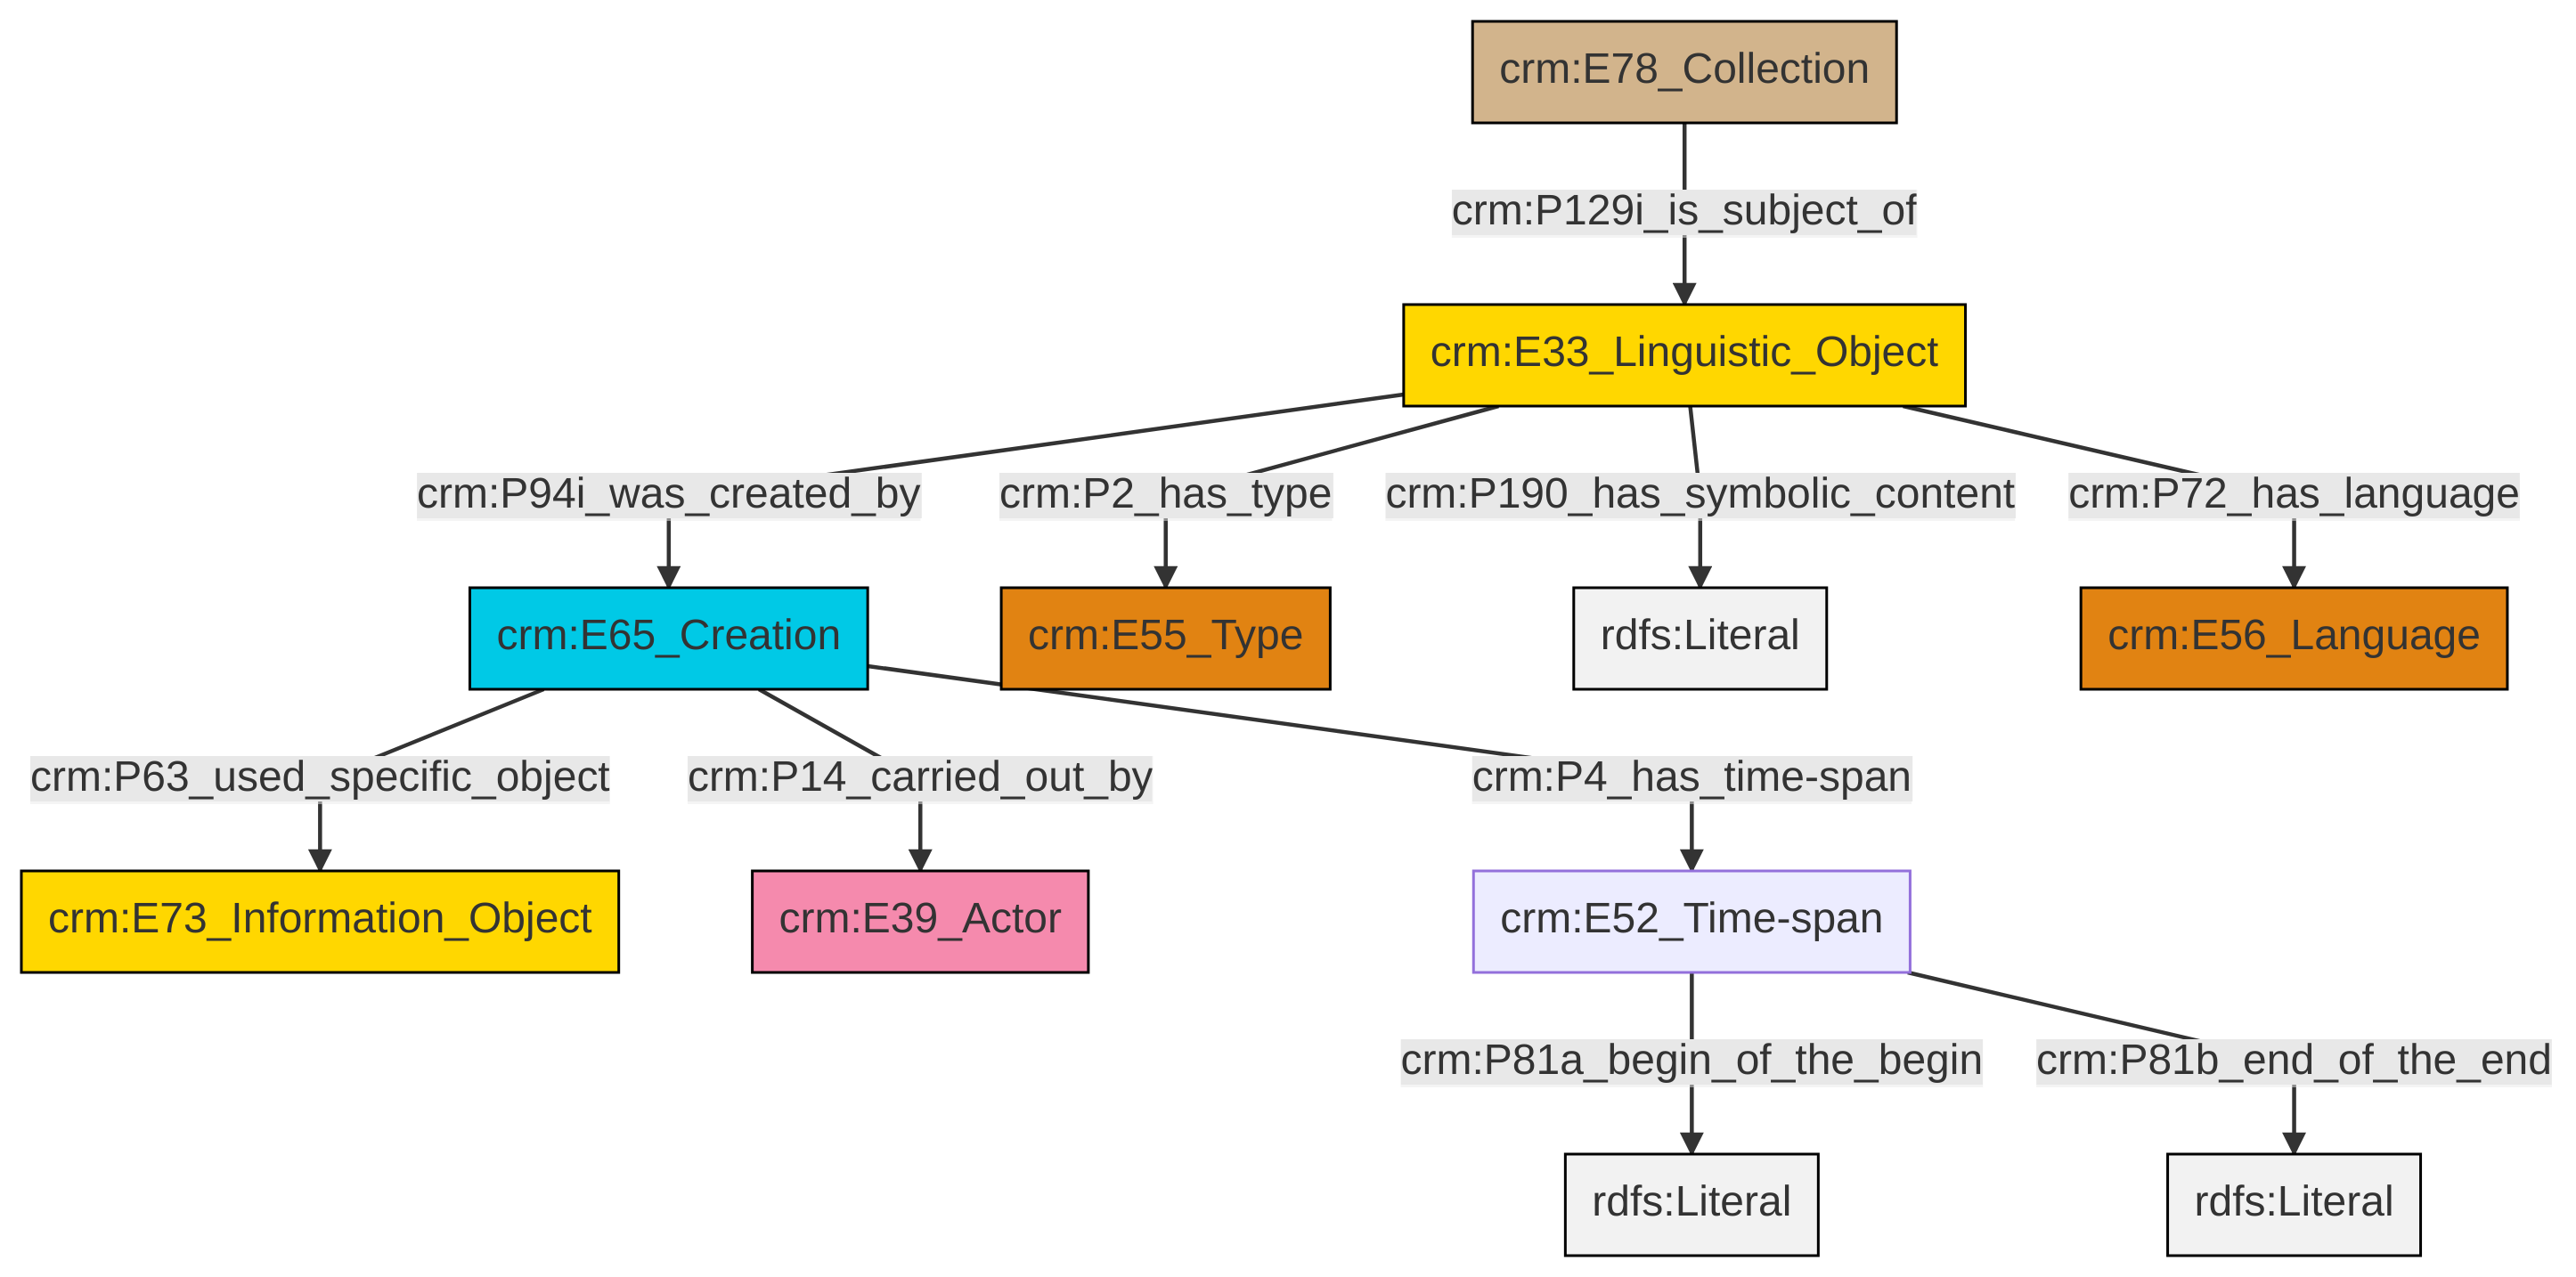 crm:E78_Collection
crm:P129i_is_subject_of
crm:E33_Linguistic_Object
crm:P94i_was_created_by
crm:P2_has_type
crm:P190_has_symbolic_content
crm:P72_has_language
crm:E65_Creation
crm:E55_Type
rdfs:Literal
crm:E56_Language
crm:P63_used_specific_object
crm:P14_carried_out_by
crm:P4_has_time-span
crm:E73_Information_Object
crm:E39_Actor
crm:E52_Time-span
crm:P81a_begin_of_the_begin
crm:P81b_end_of_the_end
rdfs:Literal
rdfs:Literal